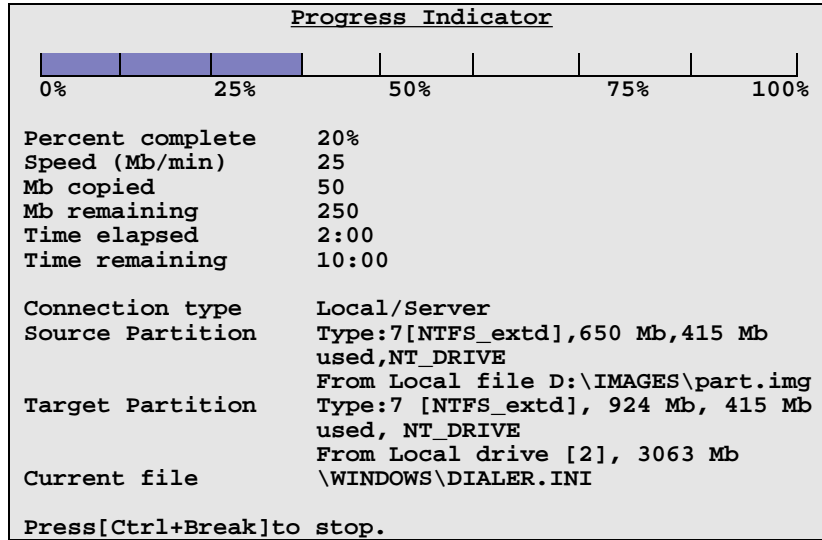 Progress Indicator
0% 25% 50% 75% 100%
Percent complete 20%
Speed (Mb/min) 25
Mb copied 50
Mb remaining 250
Time elapsed 2:00
Time remaining 10:00
Connection type Local/Server
Source Partition Type:7[NTFS_extd],650 Mb,415 Mb
used,NT_DRIVE
From Local file D:\IMAGES\part.img
Target Partition Type:7 [NTFS_extd], 924 Mb, 415 Mb
used, NT_DRIVE
From Local drive [2], 3063 Mb
Current file \WINDOWS\DIALER.INI
Press[Ctrl+Break]to stop.